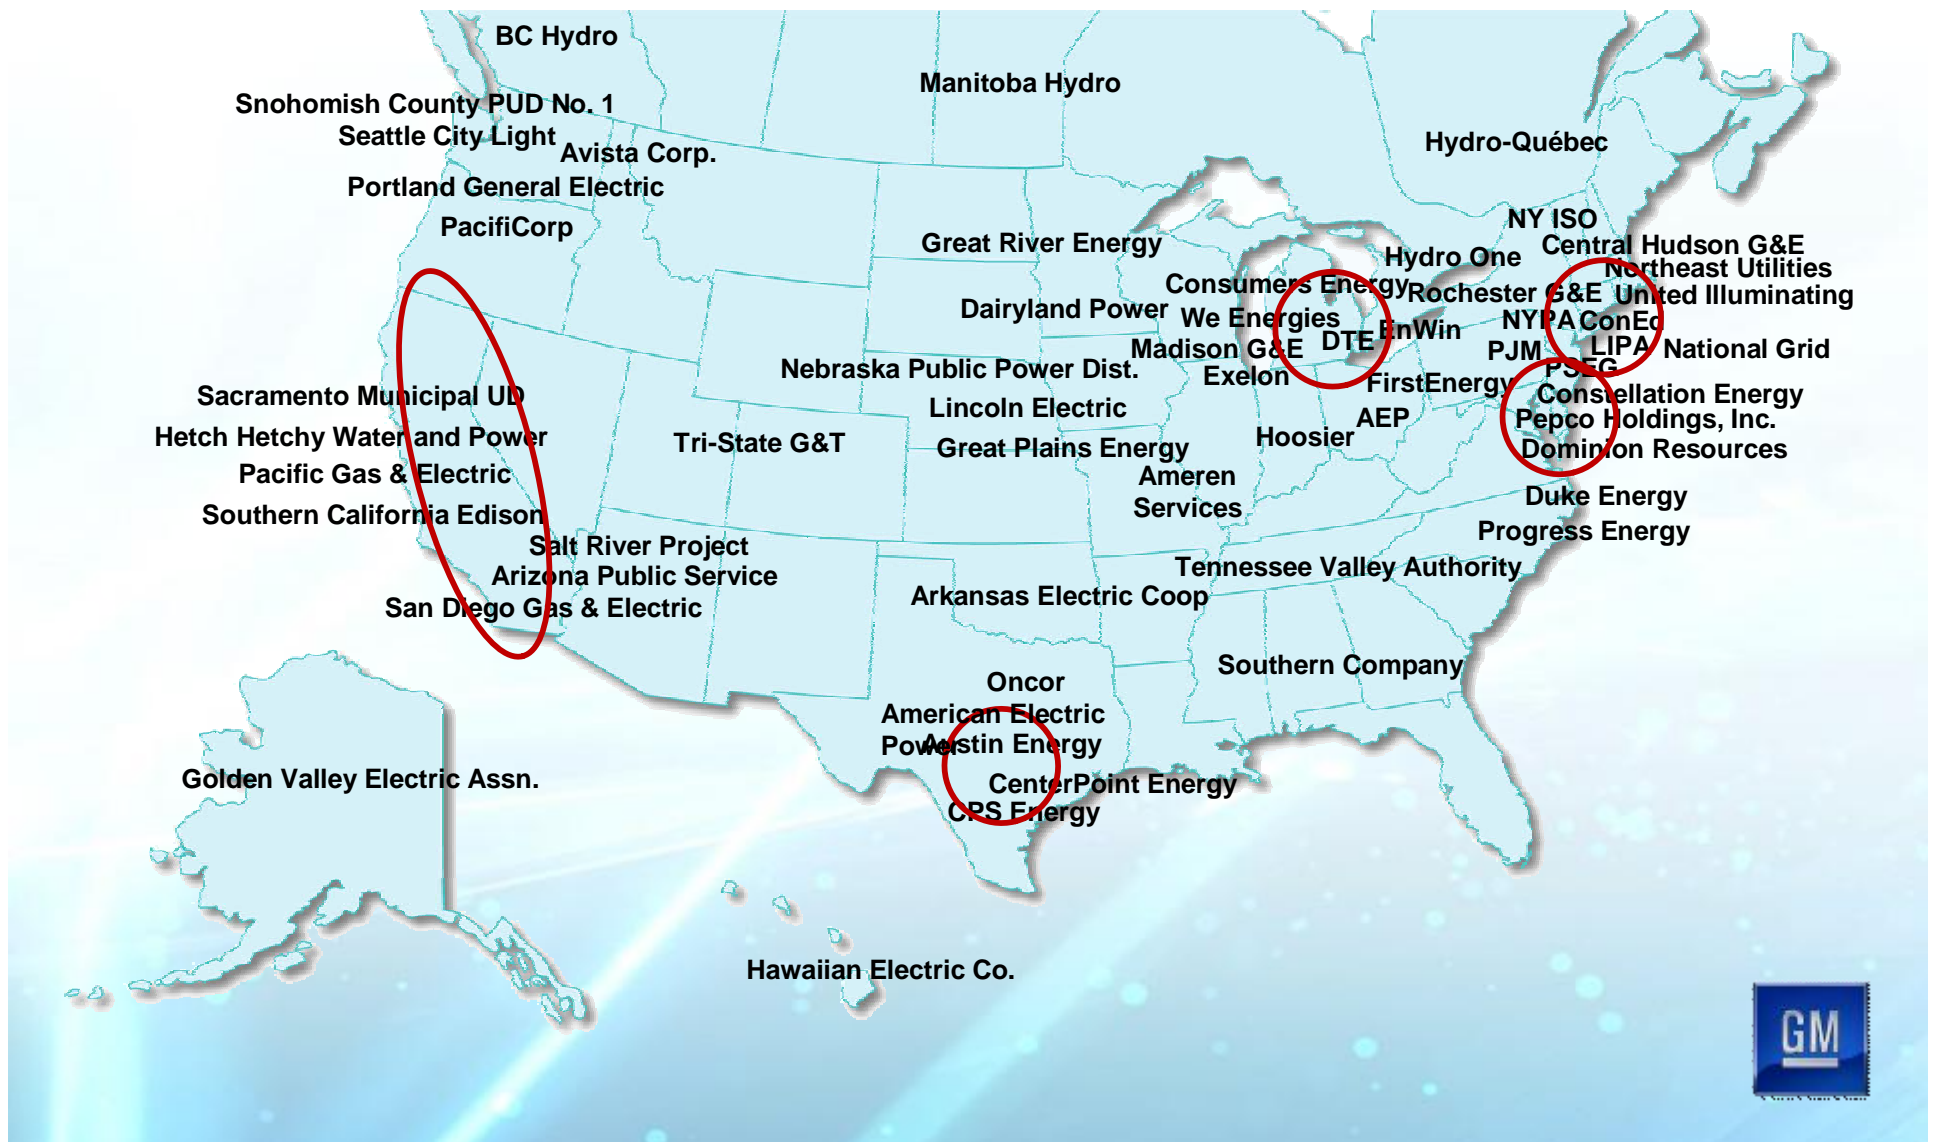 BC Hydro
Manitoba Hydro
Snohomish County PUD No. 1
Seattle City Light
Avista Corp.
Hydro-Québec
Portland General Electric
PacifiCorp
NY ISO
Great River Energy
Central Hudson G&E
Hydro One
Northeast Utilities
Consumers Energy
Rochester G&E
United Illuminating
Dairyland Power
We Energies
NYPA
ConEd
DTE
EnWin
Madison G&E
PJM
LIPA
National Grid
Nebraska Public Power Dist.
Exelon
PSEG
FirstEnergy
Sacramento Municipal UD
Constellation Energy
Lincoln Electric
AEP
Pepco Holdings, Inc.
Hetch Hetchy Water and Power
Tri-State G&T
Great Plains Energy
Hoosier
Dominion Resources
Pacific Gas & Electric
Ameren
Services
Duke Energy
Southern California Edison
Progress Energy
Salt River Project
Arizona Public Service
Tennessee Valley Authority
San Diego Gas & Electric
Arkansas Electric Coop
Southern Company
Oncor
American Electric
Power
Austin Energy
Golden Valley Electric Assn.
CenterPoint Energy
CPS Energy
Hawaiian Electric Co.
GM